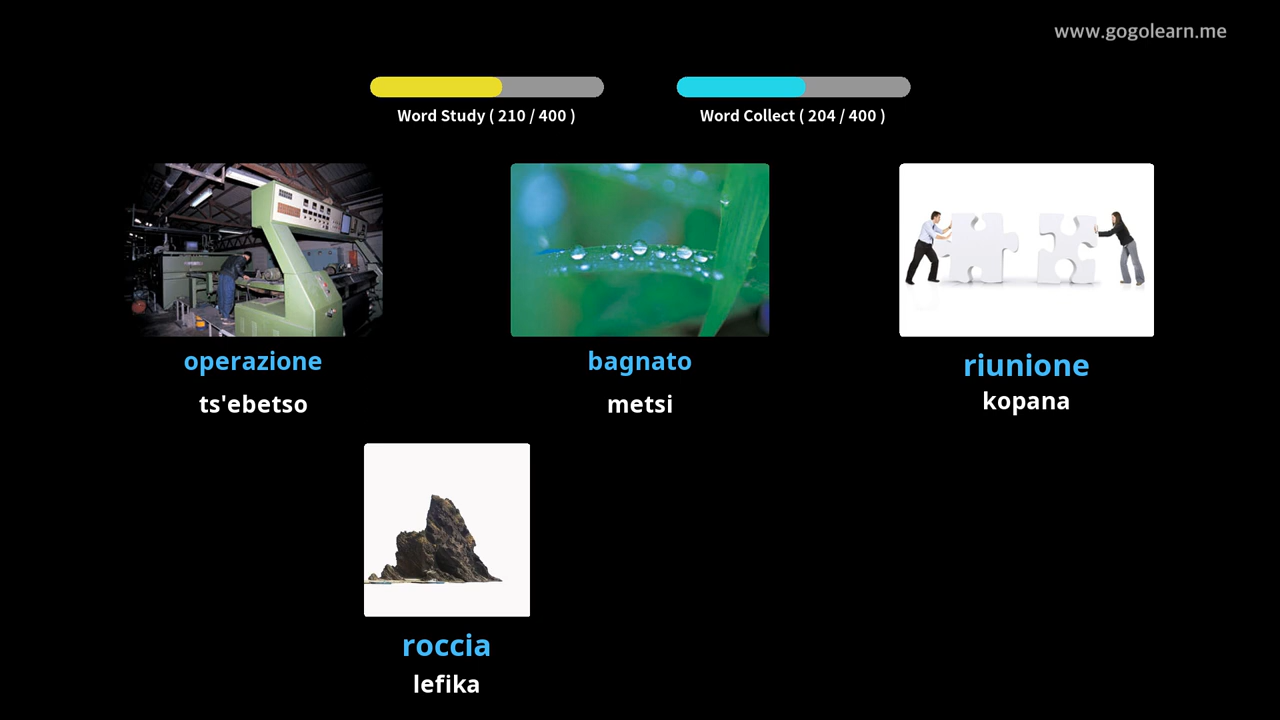 www.gogolearn.me
Word Study ( 210 / 400 )
Word Collect ( 204 / 400 )
operazione
ts'ebetso
bagnato
metsi
riunione
kopana
roccia
lefika